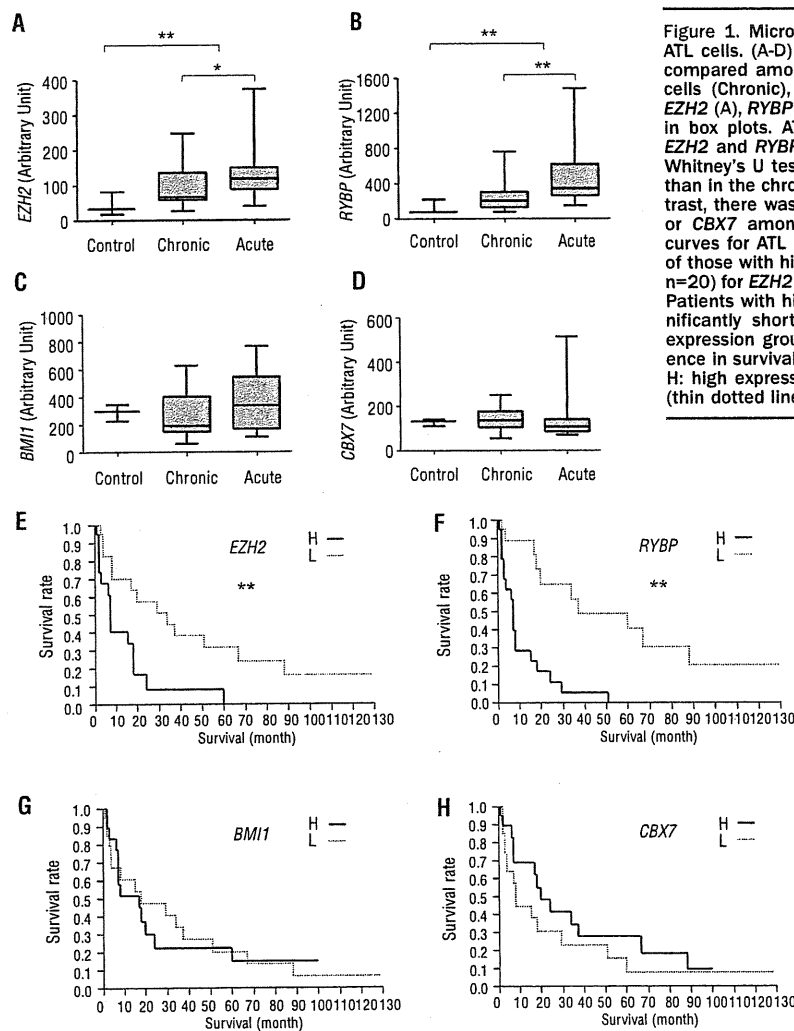 A
**
*
EZH2 (Arbitrary Unit)
400
300
200
100
0
Control Chronic Acute
B
**
**
RYBP (Arbitrary Unit)
1600
1200
800
400
0
Control Chronic Acute
Figure 1. Micro
ATL cells. (A-D)
compared amo
cells (Chronic),
EZH2 (A), RYBP
in box plots. AT
EZH2 and RYBP
Whitney's U tes
than in the chro
trast, there was
or CBX7 amon
curves for ATL
of those with hi
n=20) for EZH2
Patients with hi
nificantly short
expression grou
ence in survival
H: high express
(thin dotted line
C
BMI1 (Arbitrary Unit)
1000
800
600
400
200
0
Control Chronic Acute
D
CBX7 (Arbitrary Unit)
600
400
200
0
Control Chronic Acute
E
EZH2
H
L
**
Survival rate
1.0
0.9
0.8
0.7
0.6
0.5
0.4
0.3
0.2
0.1
0.0
0 10 20 30 40 50 60 70 80 90 100110120130
Survival (month)
F
RYBP
H
L
**
Survival rate
1.0
0.9
0.8
0.7
0.6
0.5
0.4
0.3
0.2
0.1
0.0
0 10 20 30 40 50 60 70 80 90 100110120130
Survival (month)
G
BMI1
H
L
Survival rate
1.0
0.9
0.8
0.7
0.6
0.5
0.4
0.3
0.2
0.1
0.0
0 10 20 30 40 50 60 70 80 90 100110120130
Survival (month)
H
CBX7
H
L
Survival rate
1.0
0.9
0.8
0.7
0.6
0.5
0.4
0.3
0.2
0.1
0.0
0 10 20 30 40 50 60 70 80 90 100110120130
Survival (month)